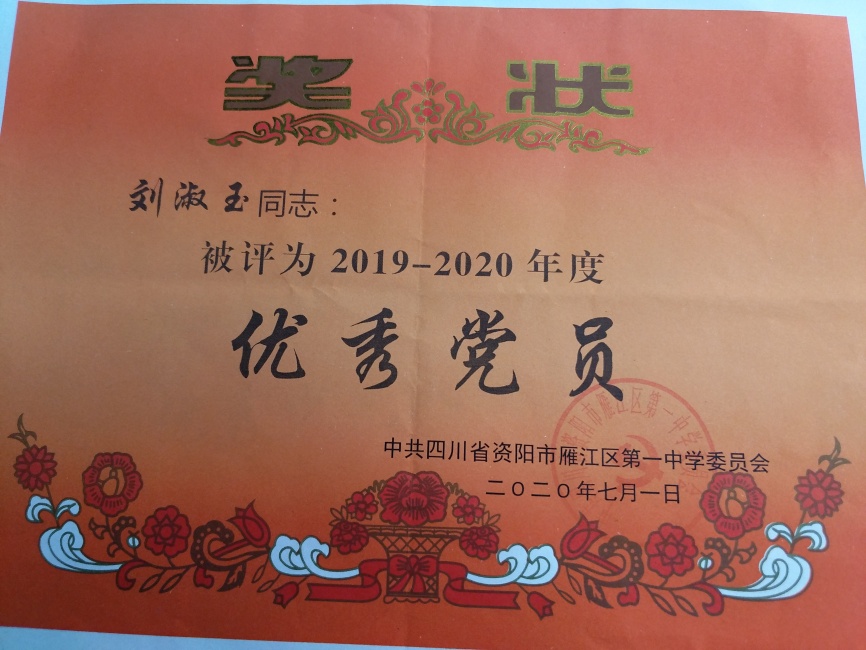 奖状
刘淑玉同志：
被评为2019-2020年度
优秀党员
中共四川省资阳市雁江区第一中学委员会
二〇二〇年七月一日